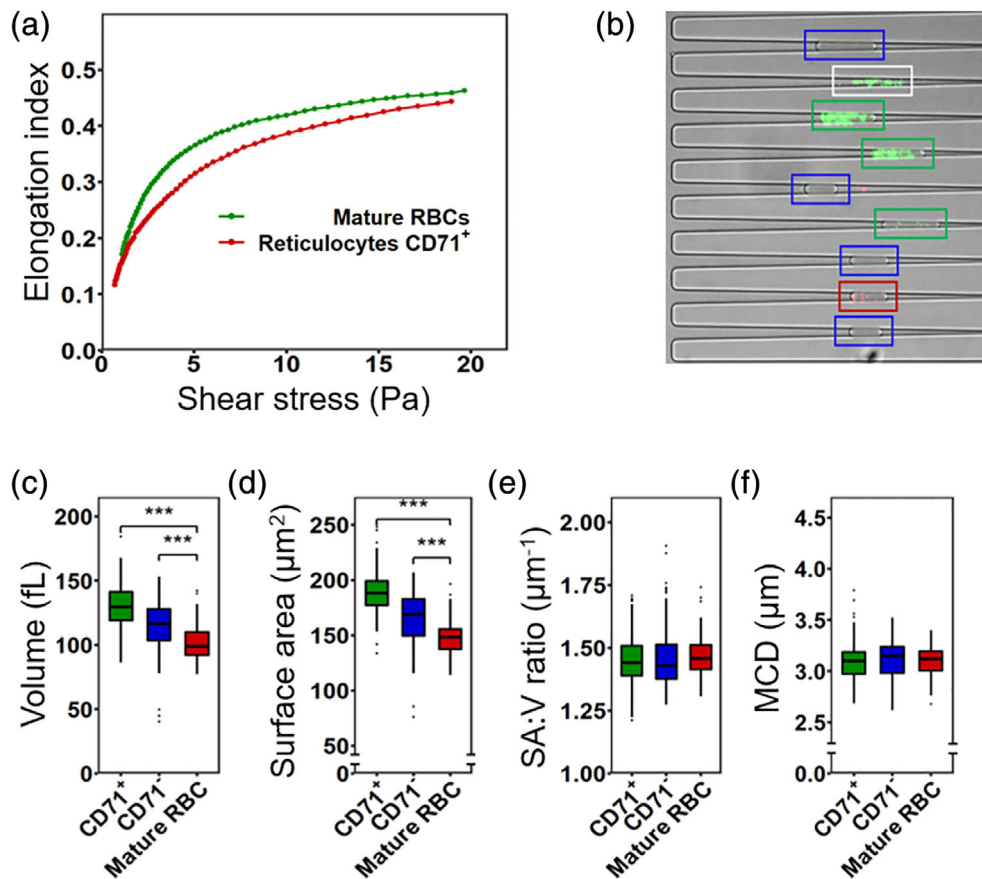 (a)
Elongation index
0.5
0.4
0.3
0.2
0.1
0.0
0
5
10
15
20
Shear stress (Pa)
Mature RBCs
Reticulocytes CD71⁺
(b)
(c)
Volume (fL)
200
150
100
50
0
***
***
CD71⁺
CD71⁻
Mature RBC
(d)
Surface area (µm²)
250
200
150
100
50
0
***
***
CD71⁺
CD71⁻
Mature RBC
(e)
SA:V ratio (µm⁻¹)
2.00
1.75
1.50
1.25
1.00
CD71⁺
CD71⁻
Mature RBC
(f)
MCD (µm)
4.5
4.0
3.5
3.0
2.5
0.0
CD71⁺
CD71⁻
Mature RBC